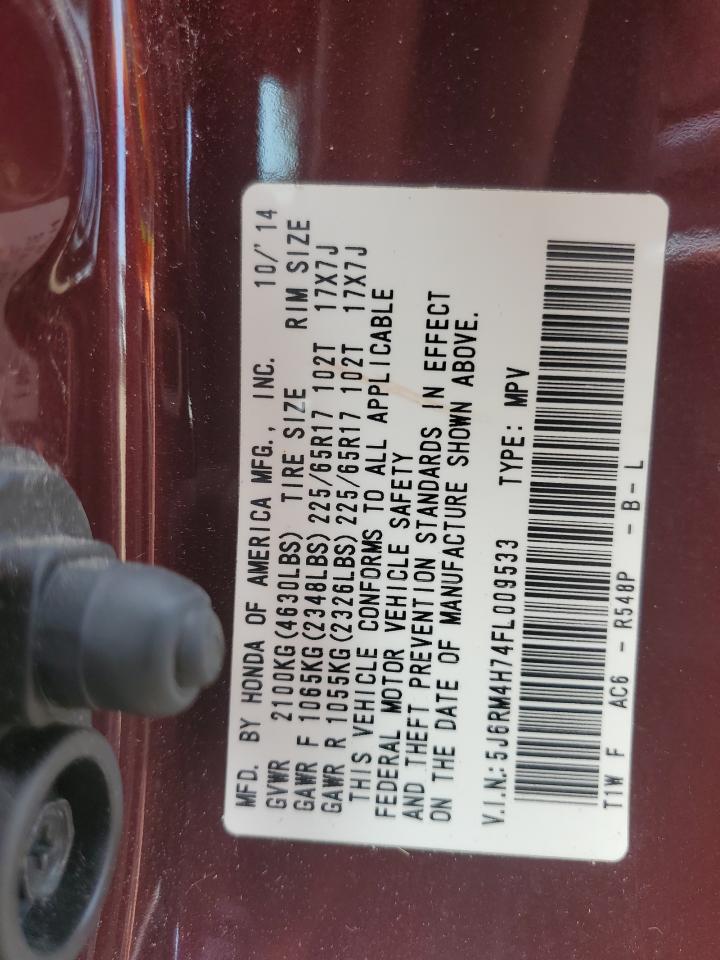 MFD. BY HONDA OF AMERICA MFG., INC. 10/'14
GVWR 2100KG(4630LBS) TIRE SIZE RIM SIZE
GAWR F 1065KG(2348LBS) 225/65R17 102T 17X7J
GAWR R 1055KG(2326LBS) 225/65R17 102T 17X7J
THIS VEHICLE CONFORMS TO ALL APPLICABLE
FEDERAL MOTOR VEHICLE SAFETY
AND THEFT PREVENTION STANDARDS IN EFFECT
ON THE DATE OF MANUFACTURE SHOWN ABOVE.
V.I.N.: 5J6RM4H74FL009533 TYPE: MPV
T1W F AC6 - R548P - B - L